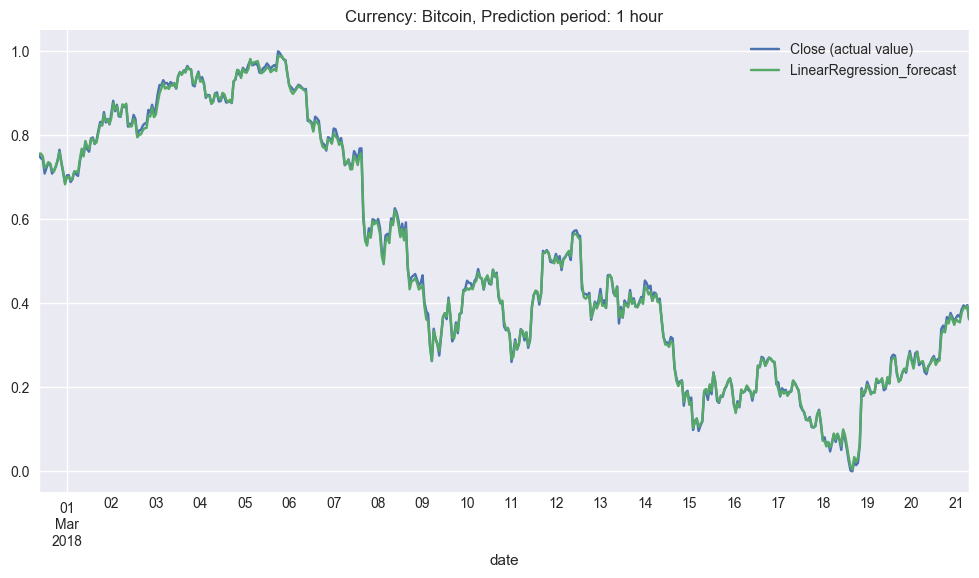 Currency: Bitcoin, Prediction period: 1 hour
Close (actual value)
LinearRegression_forecast
1.0
0.8
0.6
0.4
0.2
0.0
01 02 03 04 05 06 07 08 09 10 11 12 13 14 15 16 17 18 19 20 21
Mar
2018
date